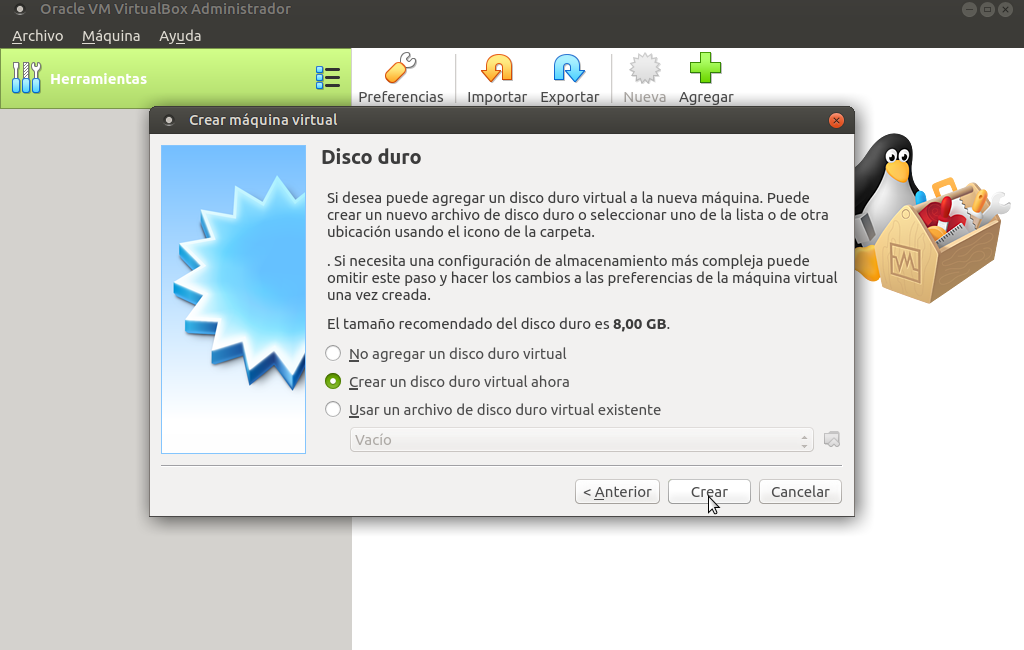 Oracle VM VirtualBox Administrador
Archivo Máquina Ayuda
Herramientas
Preferencias Importar Exportar Nueva Agregar
Crear máquina virtual
Disco duro
Si desea puede agregar un disco duro virtual a la nueva máquina. Puede
crear un nuevo archivo de disco duro o seleccionar uno de la lista o de otra
ubicación usando el icono de la carpeta.
. Si necesita una configuración de almacenamiento más compleja puede
omitir este paso y hacer los cambios a las preferencias de la máquina virtual
una vez creada.
El tamaño recomendado del disco duro es 8,00 GB.
No agregar un disco duro virtual
Crear un disco duro virtual ahora
Usar un archivo de disco duro virtual existente
Vacío
< Anterior Crear Cancelar